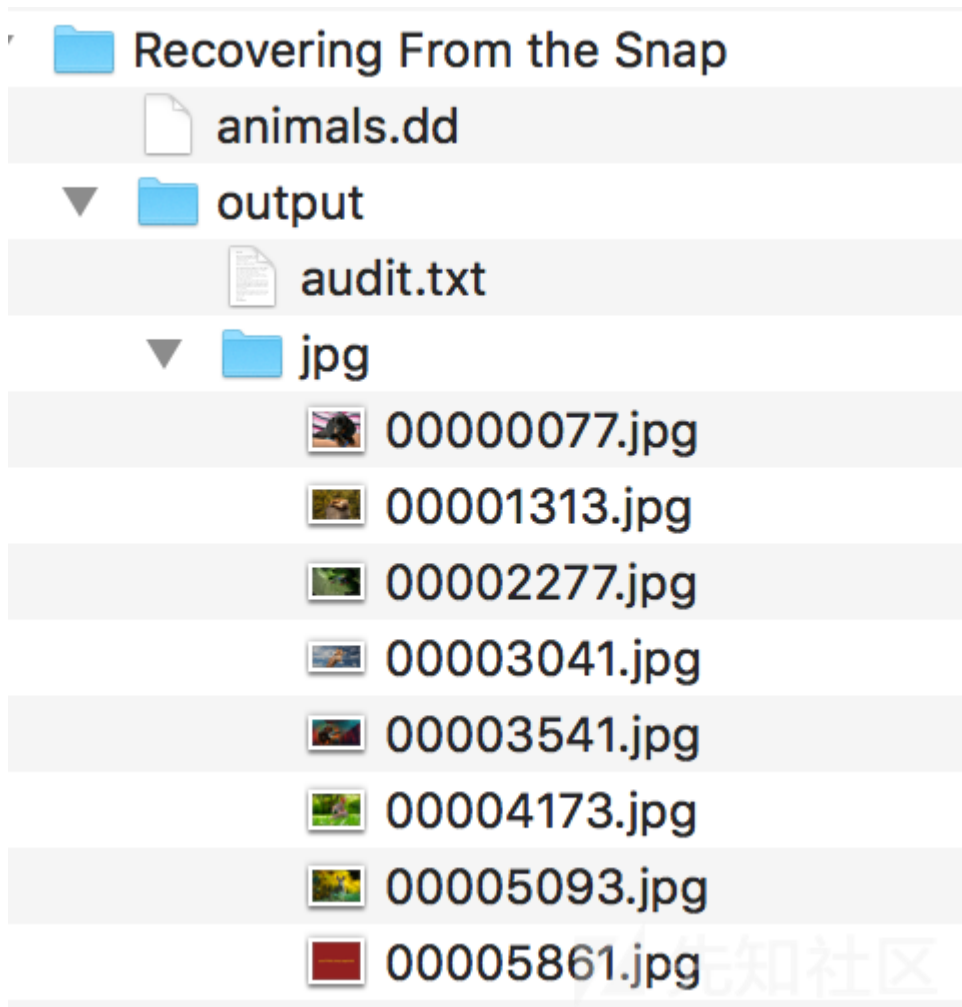 Recovering From the Snap
animals.dd
output
audit.txt
jpg
00000077.jpg
00001313.jpg
00002277.jpg
00003041.jpg
00003541.jpg
00004173.jpg
00005093.jpg
00005861.jpg
先知社区